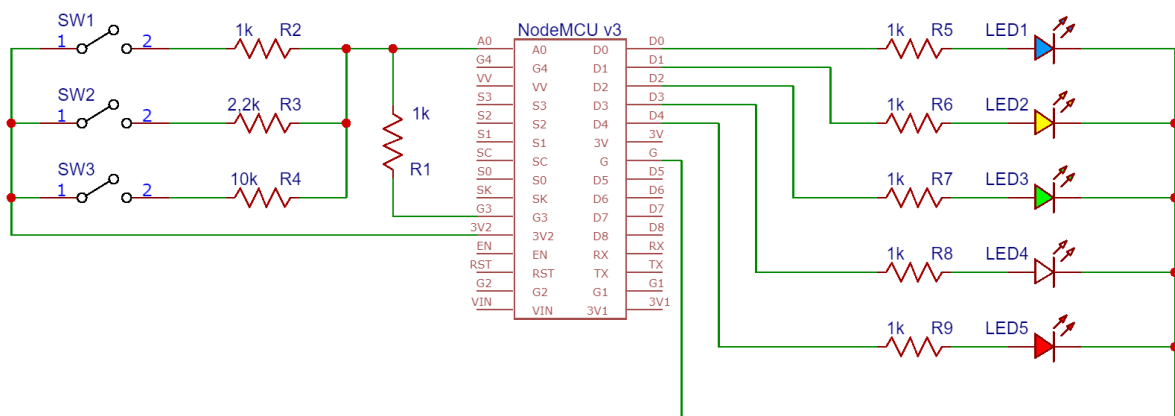 NodeMCU v3
SW1
1 2
1k R2
SW2
1 2
2,2k R3
SW3
1 2
10k R4
1k
R1
A0 A0 D0 D0
G4 G4 D1 D1
VV VV D2 D2
S3 S3 D3 D3
S2 S2 D4 D4
S1 S1 3V 3V
SC SC G G
S0 S0 D5 D5
SK SK D6 D6
G3 G3 D7 D7
3V2 3V2 D8 D8
EN EN RX RX
RST RST TX TX
G2 G2 G1 G1
VIN VIN 3V1 3V1
1k R5 LED1
1k R6 LED2
1k R7 LED3
1k R8 LED4
1k R9 LED5